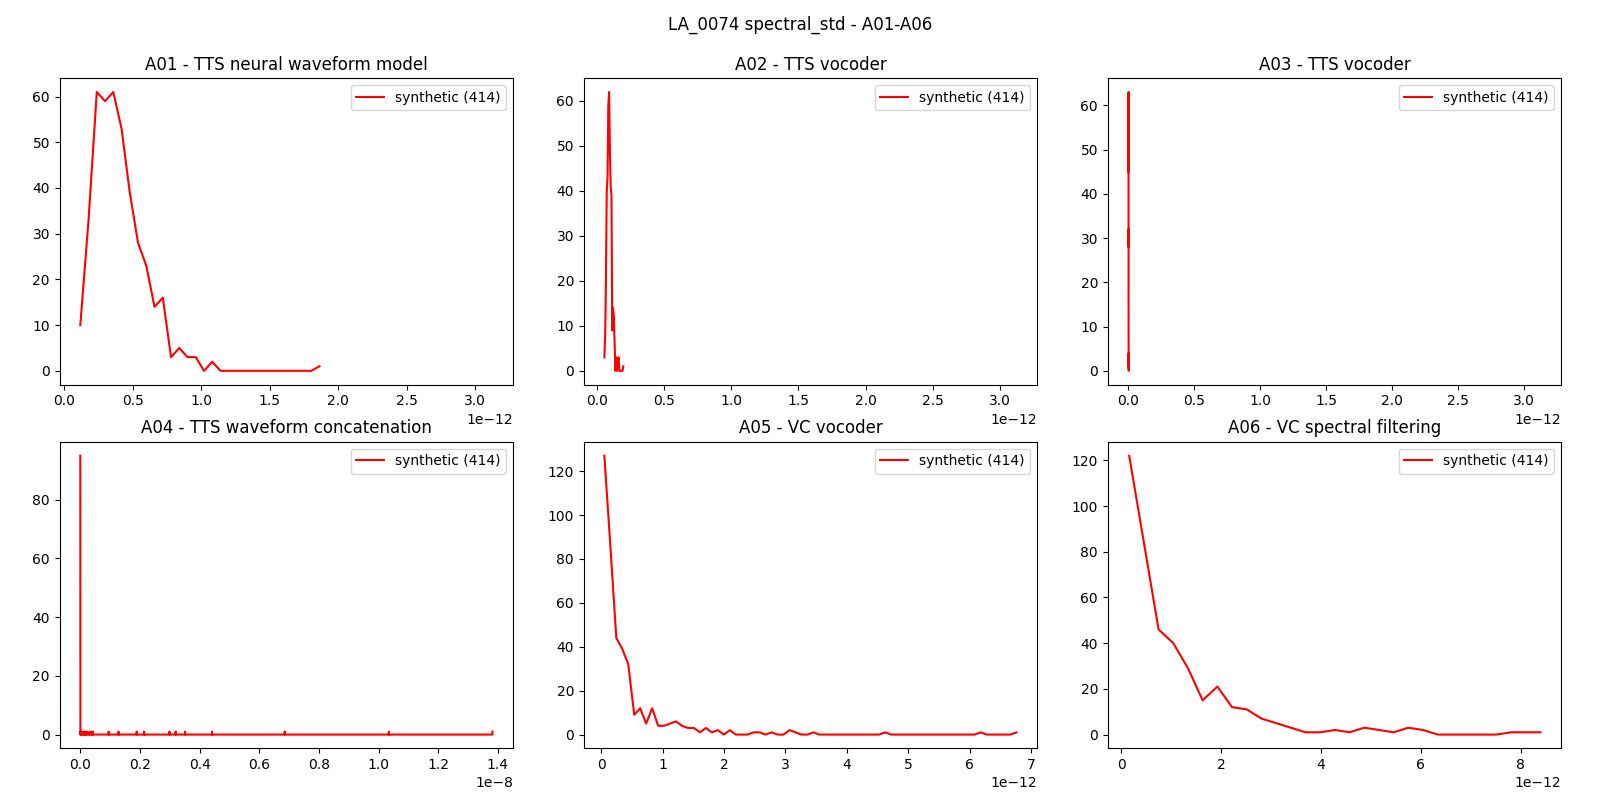 LA_0074 spectral_std - A01-A06
A01 - TTS neural waveform model
synthetic (414)
60
50
40
30
20
10
0
0.0 0.5 1.0 1.5 2.0 2.5 3.0
1e−12
A02 - TTS vocoder
synthetic (414)
60
50
40
30
20
10
0
0.0 0.5 1.0 1.5 2.0 2.5 3.0
1e−12
A03 - TTS vocoder
synthetic (414)
60
50
40
30
20
10
0
0.0 0.5 1.0 1.5 2.0 2.5 3.0
1e−12
A04 - TTS waveform concatenation
synthetic (414)
80
60
40
20
0
0.0 0.2 0.4 0.6 0.8 1.0 1.2 1.4
1e−8
A05 - VC vocoder
synthetic (414)
120
100
80
60
40
20
0
0 1 2 3 4 5 6 7
1e−12
A06 - VC spectral filtering
synthetic (414)
120
100
80
60
40
20
0
0 2 4 6 8
1e−12